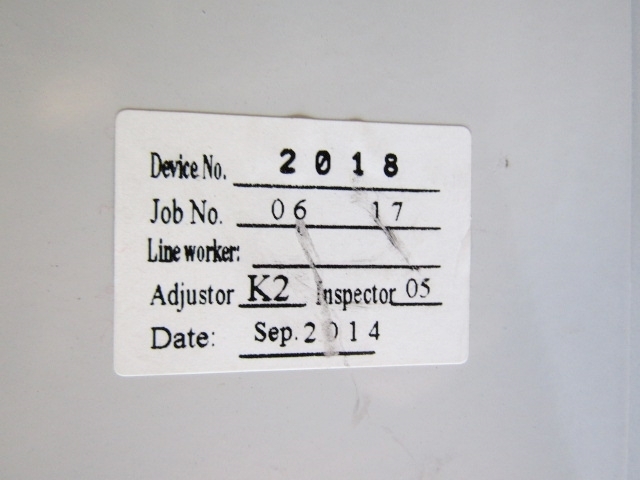 Device No. 2018
Job No. 06 17
Line worker:
Adjustor K2 Inspector 05
Date: Sep. 2014